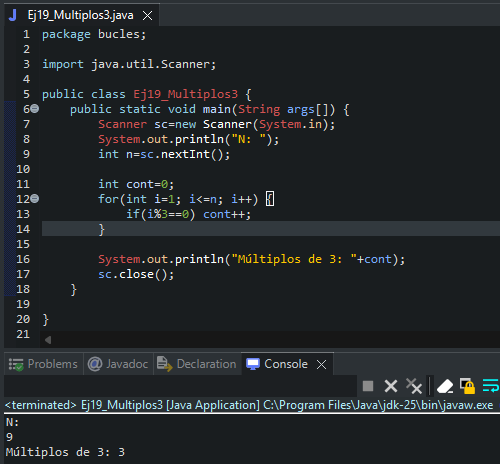 Ej19_Multiplos3.java
1 package bucles;
2
3 import java.util.Scanner;
4
5 public class Ej19_Multiplos3 {
6 public static void main(String args[]) {
7 Scanner sc=new Scanner(System.in);
8 System.out.println("N: ");
9 int n=sc.nextInt();
10
11 int cont=0;
12 for(int i=1; i<=n; i++) {
13 if(i%3==0) cont++;
14 }
15
16 System.out.println("Múltiplos de 3: "+cont);
17 sc.close();
18 }
19
20 }
21
Problems @ Javadoc Declaration Console
<terminated> Ej19_Multiplos3 [Java Application] C:\Program Files\Java\jdk-25\bin\javaw.exe
N:
9
Múltiplos de 3: 3